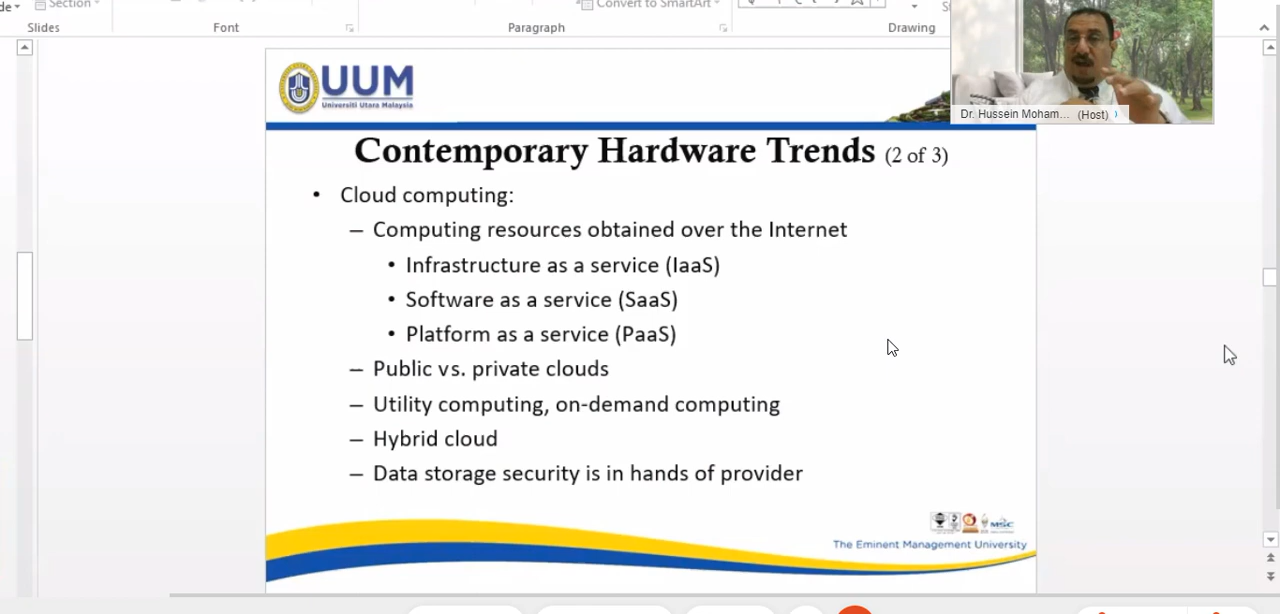 Section
Convert to SmartArt
Slides
Font
Paragraph
Drawing
UUM
Universiti Utara Malaysia
Dr. Hussein Moham... (Host)
Contemporary Hardware Trends (2 of 3)
• Cloud computing:
– Computing resources obtained over the Internet
• Infrastructure as a service (IaaS)
• Software as a service (SaaS)
• Platform as a service (PaaS)
– Public vs. private clouds
– Utility computing, on-demand computing
– Hybrid cloud
– Data storage security is in hands of provider
MSC
The Eminent Management University